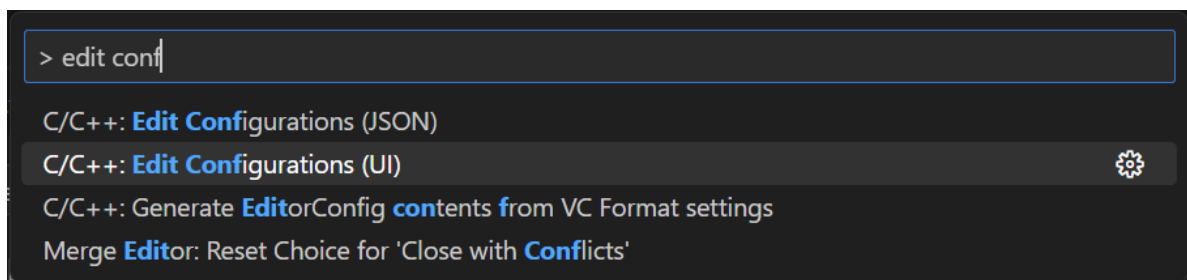 > edit conf
C/C++: Edit Configurations (JSON)
C/C++: Edit Configurations (UI)
C/C++: Generate EditorConfig contents from VC Format settings
Merge Editor: Reset Choice for 'Close with Conflicts'